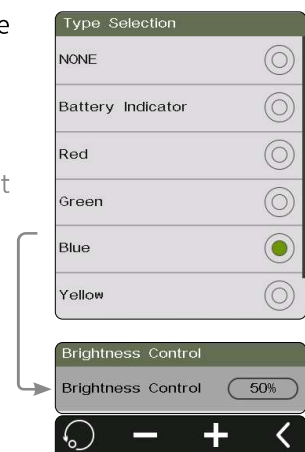 e
Type Selection
NONE
Battery Indicator
Red
t
Green
Blue
Yellow
Brightness Control
Brightness Control 50%